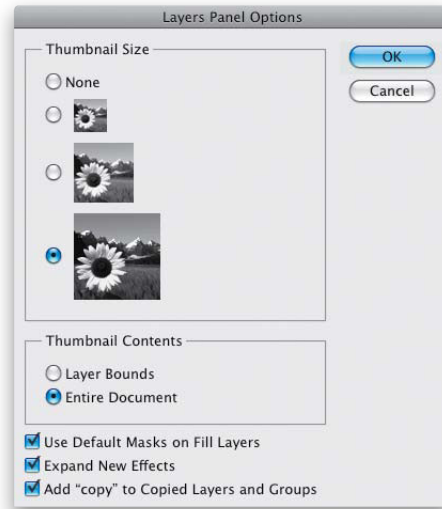 Layers Panel Options
Thumbnail Size
None
OK
Cancel
Thumbnail Contents
Layer Bounds
Entire Document
Use Default Masks on Fill Layers
Expand New Effects
Add “copy” to Copied Layers and Groups